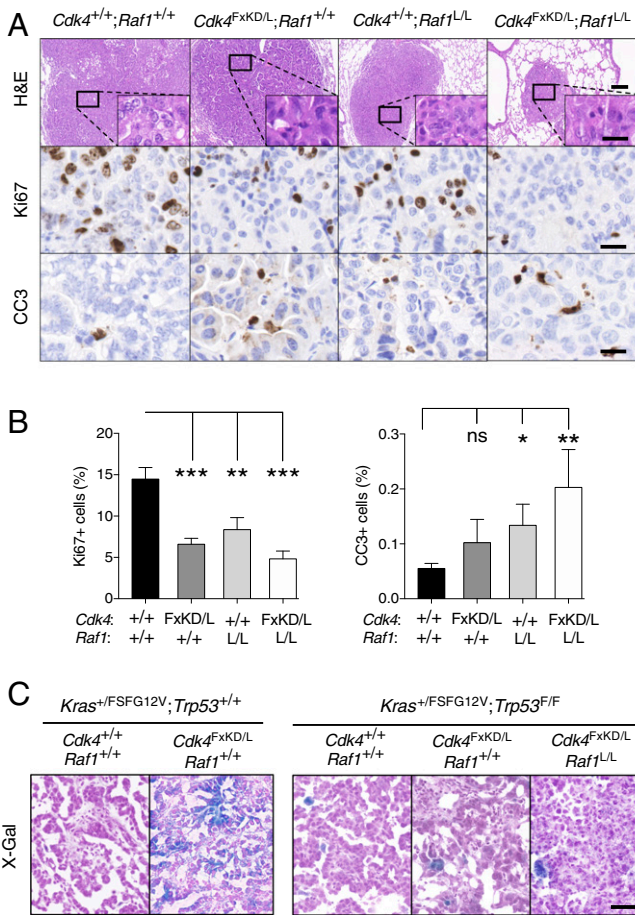 A
Cdk4+/+;Raf1+/+ Cdk4FxKD/L;Raf1+/+ Cdk4+/+;Raf1L/L Cdk4FxKD/L;Raf1L/L
H&E
Ki67
CC3
B
Ki67+ cells (%)
20
15
10
5
0
*** ** ***
Cdk4: +/+ FxKD/L +/+ FxKD/L
Raf1: +/+ +/+ L/L L/L
CC3+ cells (%)
0.3
0.2
0.1
0
ns * **
Cdk4: +/+ FxKD/L +/+ FxKD/L
Raf1: +/+ +/+ L/L L/L
C
Kras+/FSFG12V;Trp53+/+ Kras+/FSFG12V;Trp53F/F
Cdk4+/+ Cdk4FxKD/L Cdk4+/+ Cdk4FxKD/L Cdk4FxKD/L
Raf1+/+ Raf1+/+ Raf1+/+ Raf1+/+ Raf1L/L
X-Gal